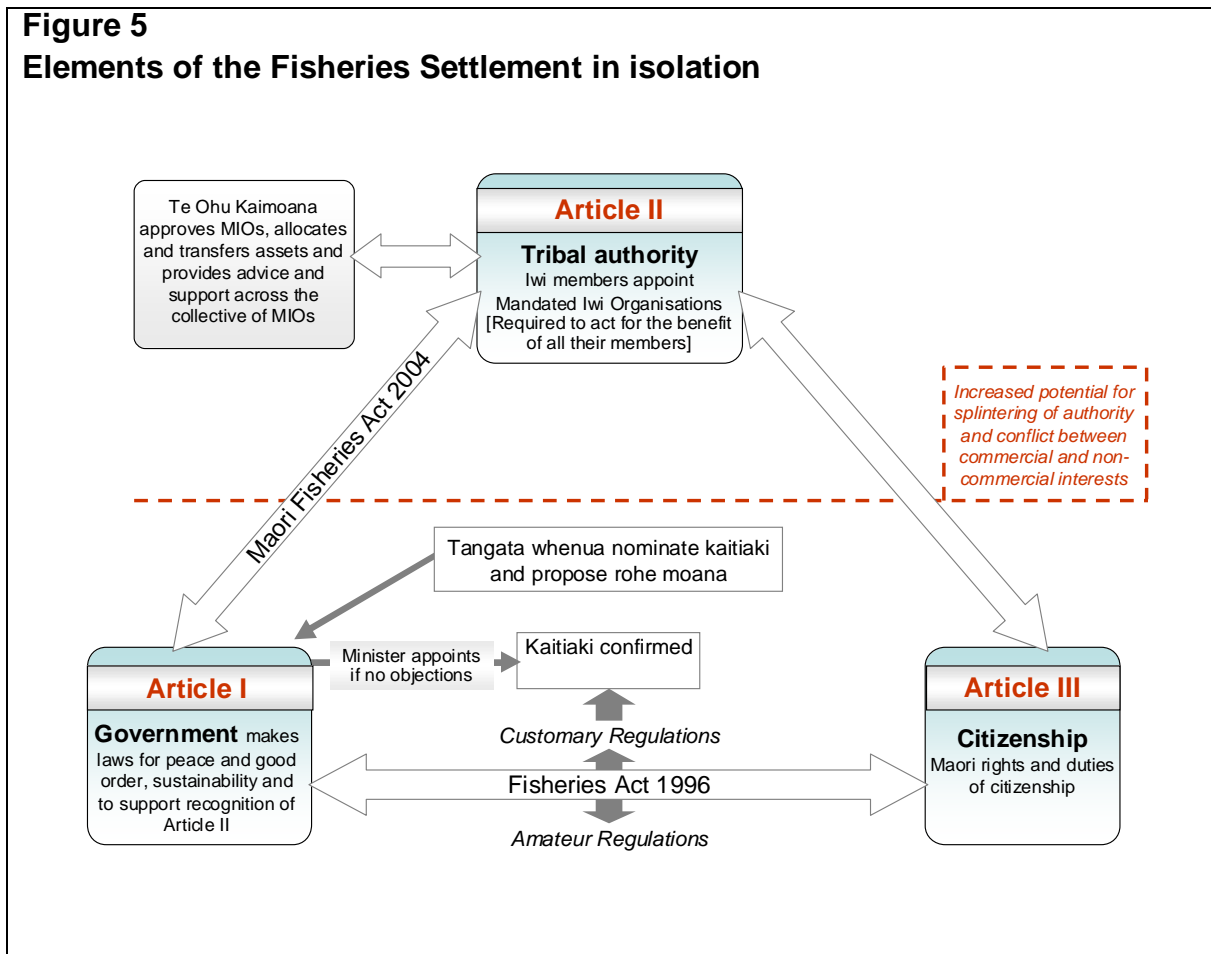 Figure 5
Elements of the Fisheries Settlement in isolation
Te Ohu Kaimoana
approves MIOs, allocates
and transfers assets and
provides advice and
support across the
collective of MIOs
Article II
Tribal authority
Iwi members appoint
Mandated Iwi Organisations
[Required to act for the benefit
of all their members]
Maori Fisheries Act 2004
Increased potential for
splintering of authority
and conflict between
commercial and non-
commercial interests
Tangata whenua nominate kaitiaki
and propose rohe moana
Minister appoints
if no objections
Kaitiaki confirmed
Article I
Government makes
laws for peace and good
order, sustainability and
to support recognition of
Article II
Customary Regulations
Fisheries Act 1996
Amateur Regulations
Article III
Citizenship
Maori rights and duties
of citizenship